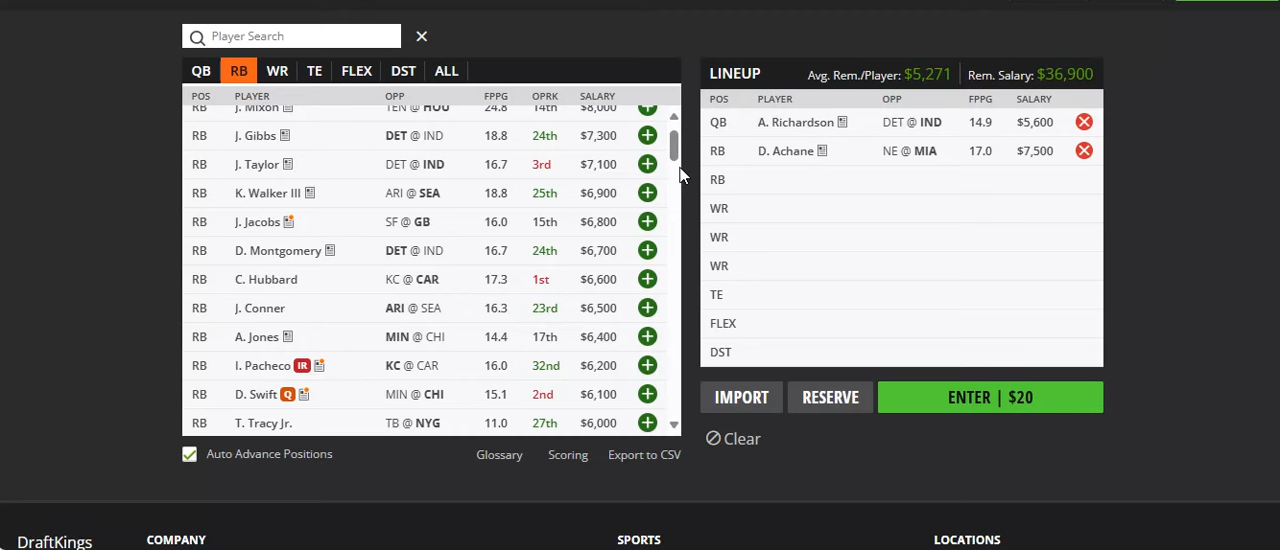 Player Search
QB RB WR TE FLEX DST ALL
POS PLAYER OPP FPPG OPRK SALARY
RB J. Mixon TEN @ HOU 24.8 14th $8,000
RB J. Gibbs DET @ IND 18.8 24th $7,300
RB J. Taylor DET @ IND 16.7 3rd $7,100
RB K. Walker III ARI @ SEA 18.8 25th $6,900
RB J. Jacobs SF @ GB 16.0 15th $6,800
RB D. Montgomery DET @ IND 16.7 24th $6,700
RB C. Hubbard KC @ CAR 17.3 1st $6,600
RB J. Conner ARI @ SEA 16.3 23rd $6,500
RB A. Jones MIN @ CHI 14.4 17th $6,400
RB I. Pacheco IR KC @ CAR 16.0 32nd $6,200
RB D. Swift Q MIN @ CHI 15.1 2nd $6,100
RB T. Tracy Jr. TB @ NYG 11.0 27th $6,000
Auto Advance Positions Glossary Scoring Export to CSV
LINEUP Avg. Rem./Player: $5,271 Rem. Salary: $36,900
POS PLAYER OPP FPPG SALARY
QB A. Richardson DET @ IND 14.9 $5,600
RB D. Achane NE @ MIA 17.0 $7,500
RB
WR
WR
WR
TE
FLEX
DST
IMPORT RESERVE ENTER | $20
Clear
DraftKings COMPANY SPORTS LOCATIONS